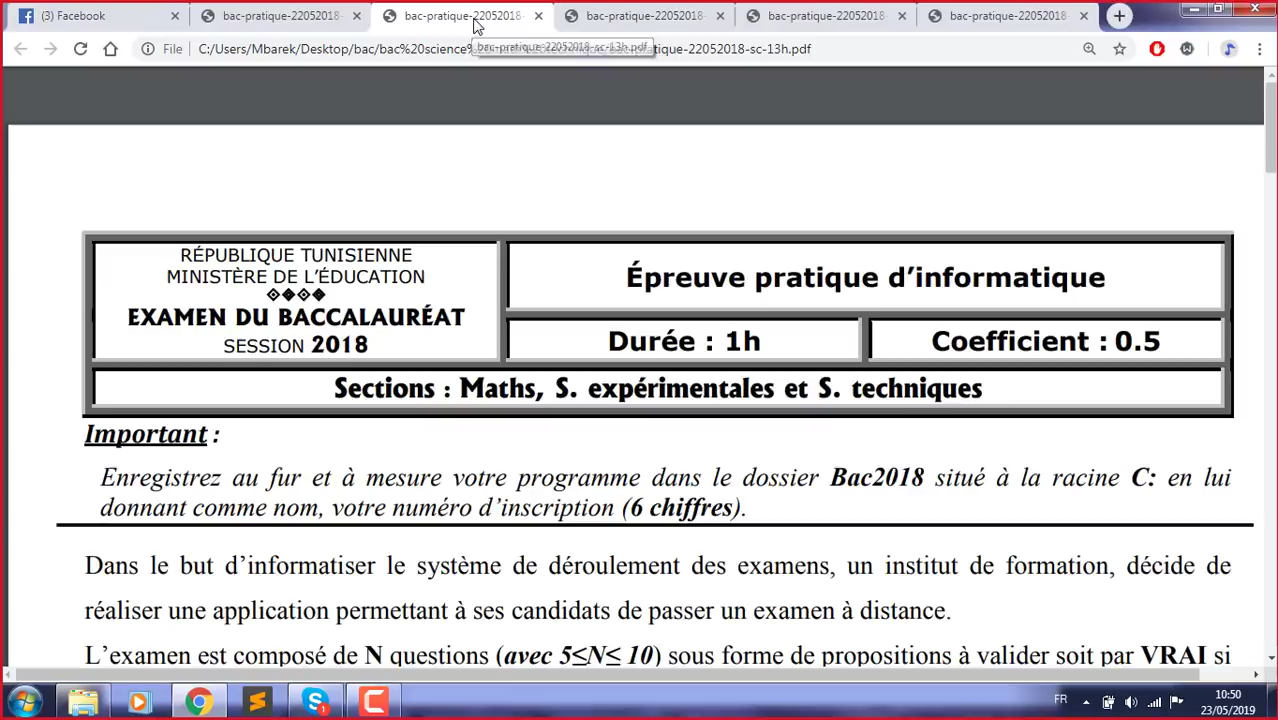 (3) Facebook
bac-pratique-22052018-
bac-pratique-22052018-
bac-pratique-22052018-
bac-pratique-22052018-
bac-pratique-22052018-
File
C:/Users/Mbarek/Desktop/bac/bac%20science%
tique-22052018-sc-13h.pdf
bac-pratique-22052018-sc-13h.pdf
RÉPUBLIQUE TUNISIENNE
MINISTÈRE DE L’ÉDUCATION
EXAMEN DU BACCALAURÉAT
SESSION 2018
Épreuve pratique d’informatique
Durée : 1h
Coefficient : 0.5
Sections : Maths, S. expérimentales et S. techniques
Important :
Enregistrez au fur et à mesure votre programme dans le dossier Bac2018 situé à la racine C: en lui
donnant comme nom, votre numéro d’inscription (6 chiffres).
Dans le but d’informatiser le système de déroulement des examens, un institut de formation, décide de
réaliser une application permettant à ses candidats de passer un examen à distance.
L’examen est composé de N questions (avec 5≤N≤ 10) sous forme de propositions à valider soit par VRAI si
FR
10:50
23/05/2019